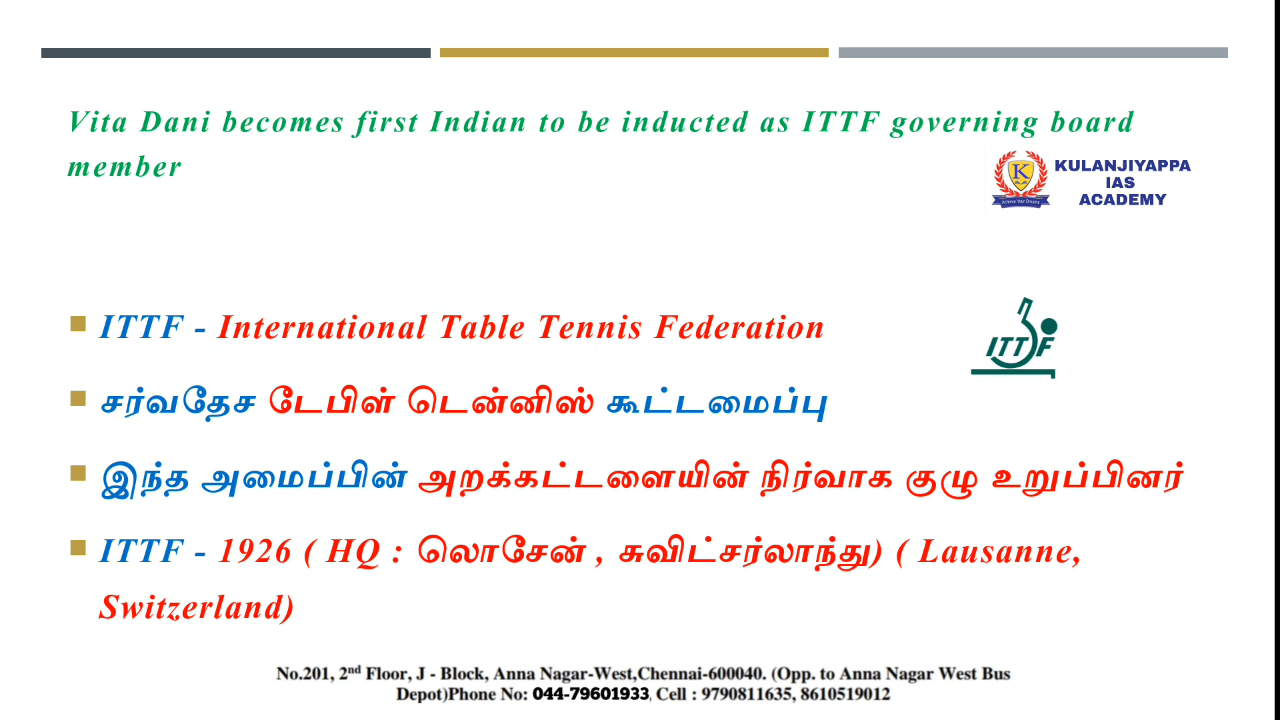 Vita Dani becomes first Indian to be inducted as ITTF governing board
member
KULANJIYAPPA
IAS
ACADEMY
K
Achieve Your Dreams
ITTF - International Table Tennis Federation
ITTF
சர்வதேச டேபிள் டென்னிஸ் கூட்டமைப்பு
இந்த அமைப்பின் அறக்கட்டளையின் நிர்வாக குழு உறுப்பினர்
ITTF - 1926 ( HQ : லொசேன் , சுவிட்சர்லாந்து) ( Lausanne,
Switzerland)
No.201, 2nd Floor, J - Block, Anna Nagar-West,Chennai-600040. (Opp. to Anna Nagar West Bus
Depot)Phone No: 044-79601933, Cell : 9790811635, 8610519012